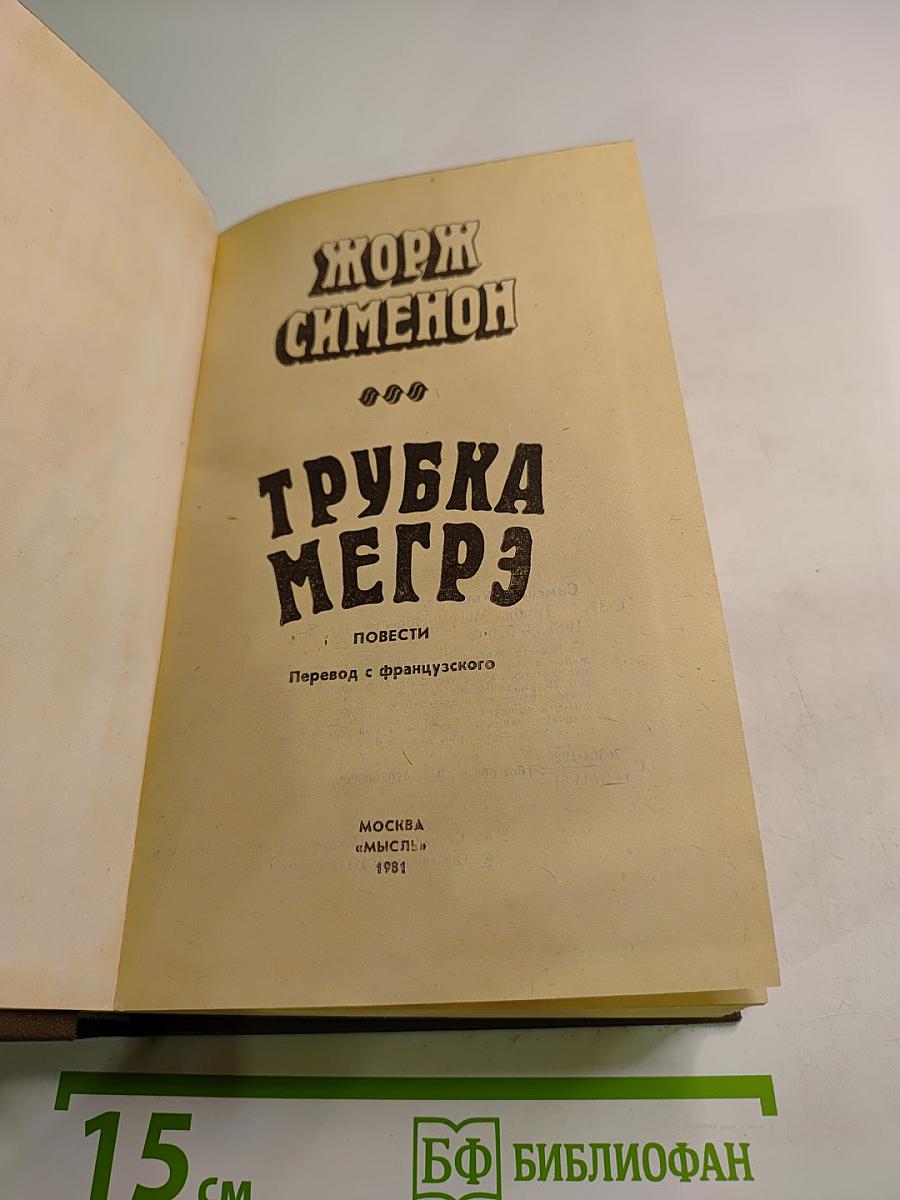 ЖОРЖ
СИМЕНОН
ТРУБКА
МЕГРЭ
ПОВЕСТИ
Перевод с французского
МОСКВА
«МЫСЛЬ»
1981
15 см
БФ БИБЛИОФАН